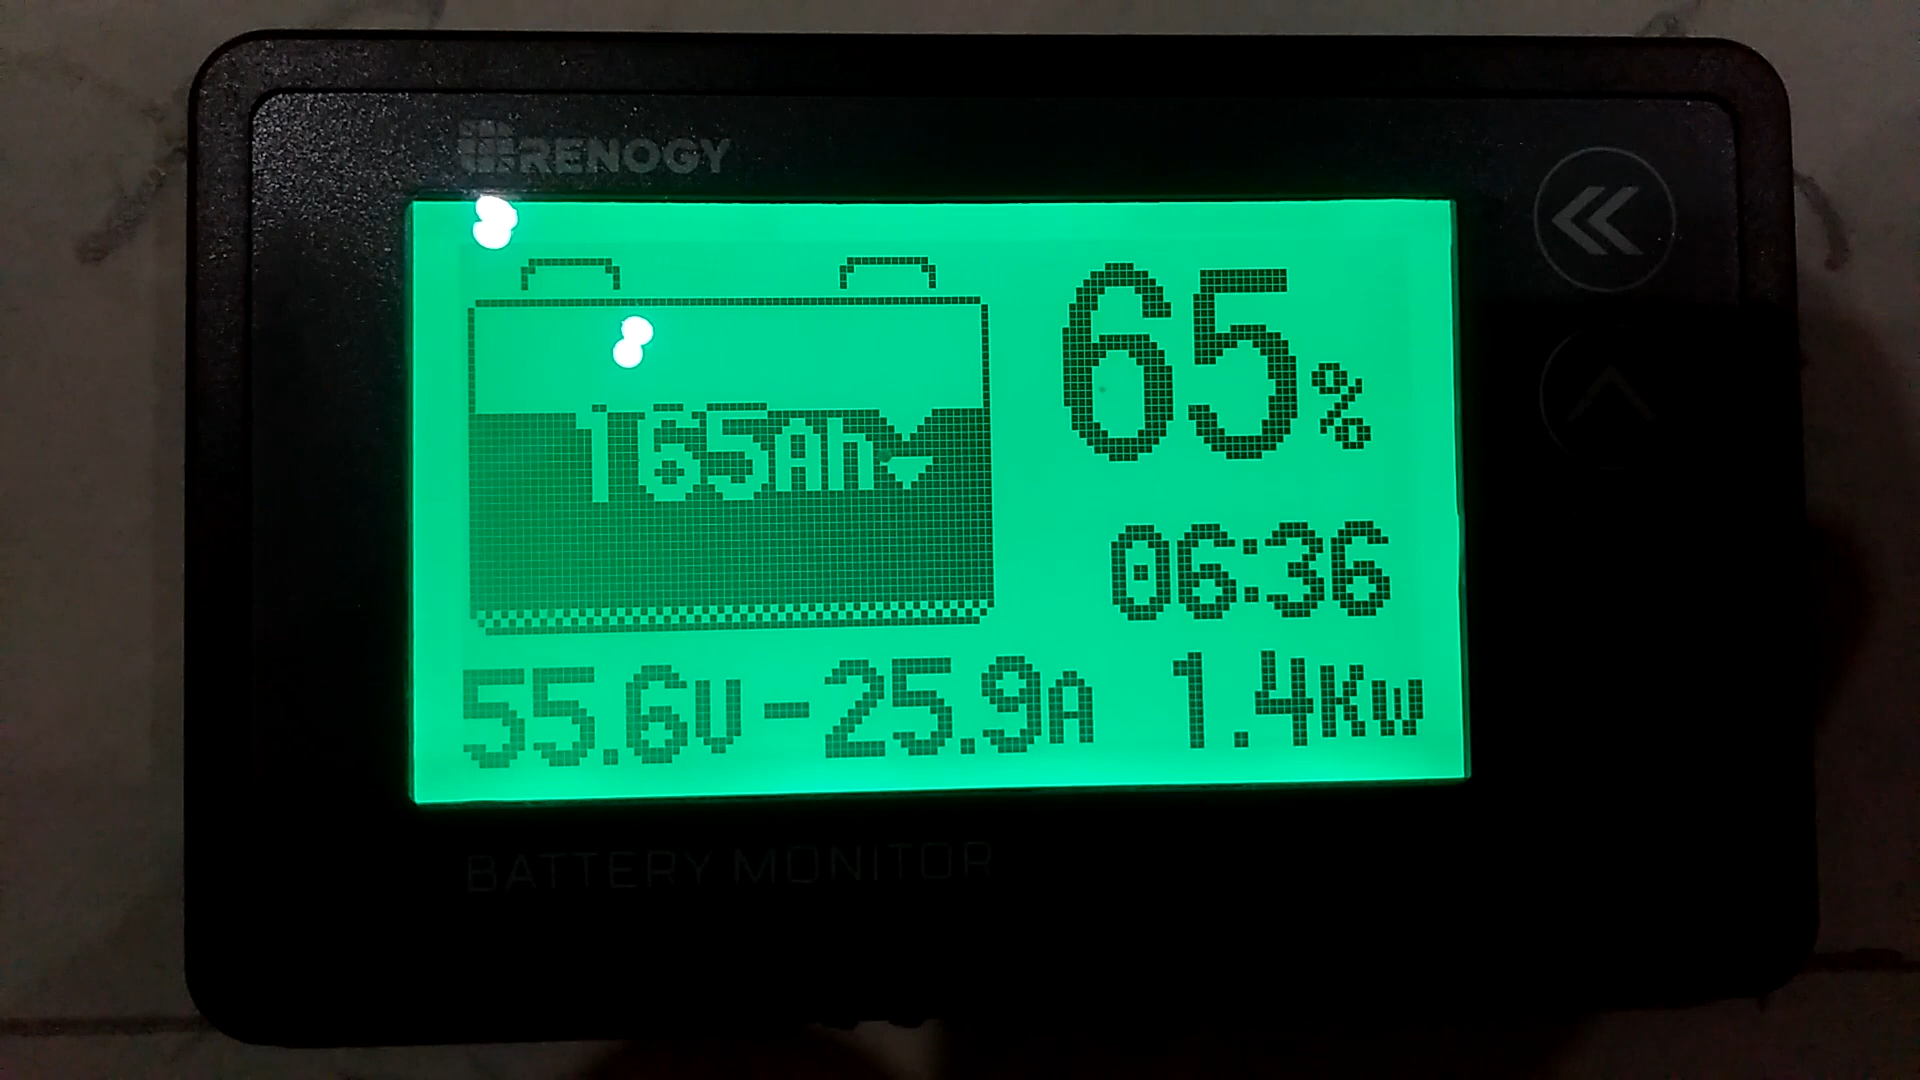 RENOGY
165Ah
65%
06:36
55.6V -25.9A 1.4Kw
BATTERY MONITOR